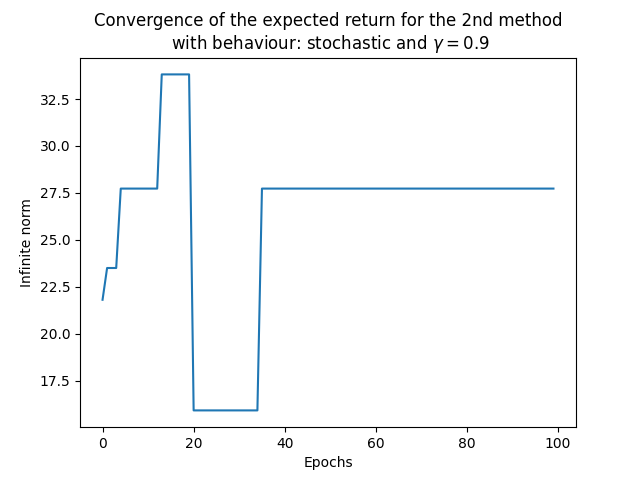 Convergence of the expected return for the 2nd method
with behaviour: stochastic and γ = 0.9
32.5
30.0
27.5
25.0
22.5
20.0
17.5
Infinite norm
0 20 40 60 80 100
Epochs